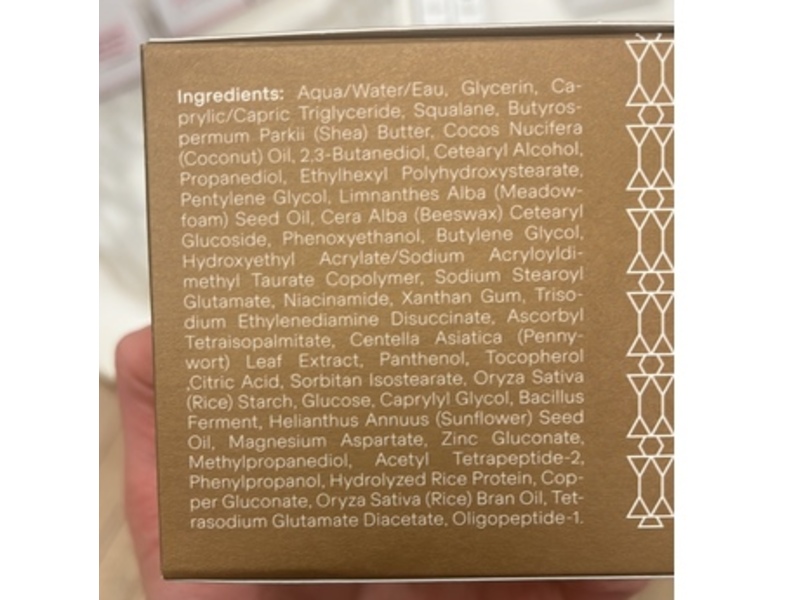 Ingredients: Aqua/Water/Eau, Glycerin, Ca-
prylic/Capric Triglyceride, Squalane, Butyros-
permum Parkii (Shea) Butter, Cocos Nucifera
(Coconut) Oil, 2,3-Butanediol, Cetearyl Alcohol,
Propanediol, Ethylhexyl Polyhydroxystearate,
Pentylene Glycol, Limnanthes Alba (Meadow-
foam) Seed Oil, Cera Alba (Beeswax) Cetearyl
Glucoside, Phenoxyethanol, Butylene Glycol,
Hydroxyethyl Acrylate/Sodium Acryloyldi-
methyl Taurate Copolymer, Sodium Stearoyl
Glutamate, Niacinamide, Xanthan Gum, Triso-
dium Ethylenediamine Disuccinate, Ascorbyl
Tetraisopalmitate, Centella Asiatica (Penny-
wort) Leaf Extract, Panthenol, Tocopherol
,Citric Acid, Sorbitan Isostearate, Oryza Sativa
(Rice) Starch, Glucose, Caprylyl Glycol, Bacillus
Ferment, Helianthus Annuus (Sunflower) Seed
Oil, Magnesium Aspartate, Zinc Gluconate,
Methylpropanediol, Acetyl Tetrapeptide-2,
Phenylpropanol, Hydrolyzed Rice Protein, Cop-
per Gluconate, Oryza Sativa (Rice) Bran Oil, Tet-
rasodium Glutamate Diacetate, Oligopeptide-1.